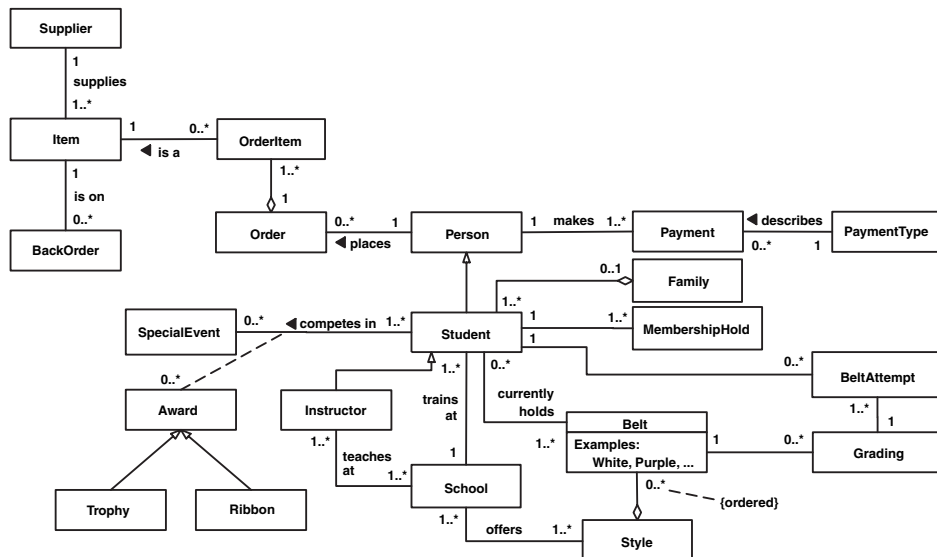 Supplier
1
supplies
1..*
Item
1
0..*
OrderItem
◀ is a
1
is on
0..*
BackOrder
1..*
1
Order
0..*
1
◀ places
Person
1
makes
1..*
Payment
◀ describes
0..*
1
PaymentType
0..1
Family
1..*
SpecialEvent
0..*
◀ competes in
1..*
Student
1
1..*
MembershipHold
1
0..*
BeltAttempt
0..*
Award
Trophy
Ribbon
Instructor
1..*
teaches
at
1..*
1..*
trains
at
1
School
0..*
currently
holds
1..*
Belt
Examples:
White, Purple, ...
1
0..*
1..*
1
Grading
0..*
{ordered}
1..*
offers
1..*
Style